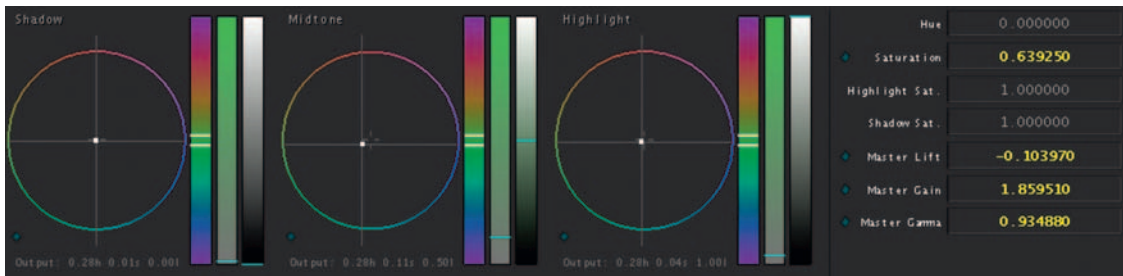 Shadow
Output: 0.28h 0.01s 0.00l
Midtone
Output: 0.28h 0.11s 0.50l
Highlight
Output: 0.28h 0.04s 1.00l
Hue 0.000000
Saturation 0.639250
Highlight Sat. 1.000000
Shadow Sat. 1.000000
Master Lift -0.103970
Master Gain 1.859510
Master Gamma 0.934880